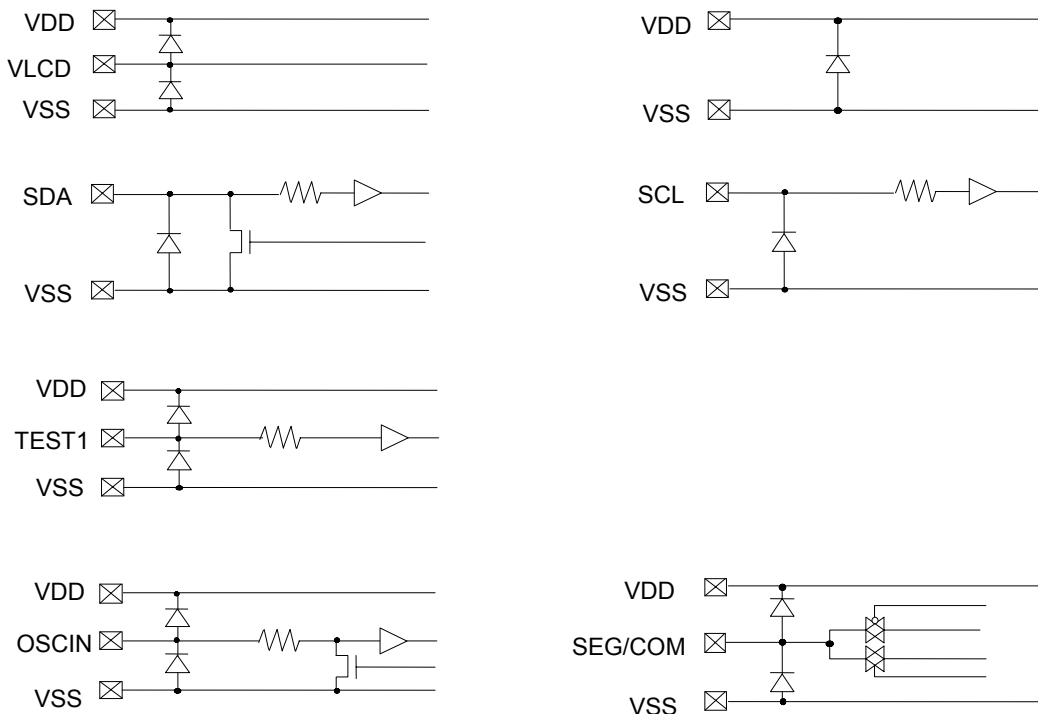 VDD
VLCD
VSS
VDD
VSS
SDA
VSS
SCL
VSS
VDD
TEST1
VSS
VDD
OSCIN
VSS
VDD
SEG/COM
VSS